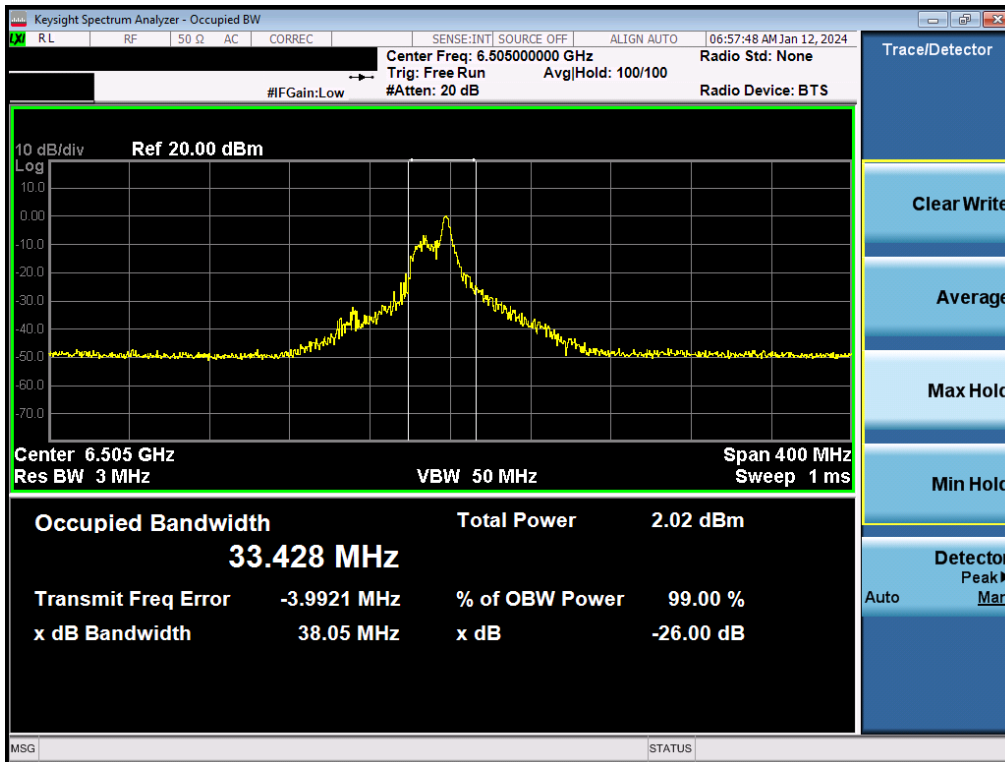 Keysight Spectrum Analyzer - Occupied BW
LXI RL RF 50 Ω AC CORREC SENSE:INT SOURCE OFF ALIGN AUTO 06:57:48 AM Jan 12, 2024
Center Freq: 6.505000000 GHz Radio Std: None
Trig: Free Run Avg|Hold: 100/100
#IFGain:Low #Atten: 20 dB Radio Device: BTS
Trace/Detector
10 dB/div Ref 20.00 dBm
Log
10.0
0.00
-10.0
-20.0
-30.0
-40.0
-50.0
-60.0
-70.0
Center 6.505 GHz Span 400 MHz
Res BW 3 MHz VBW 50 MHz Sweep 1 ms
Occupied Bandwidth Total Power 2.02 dBm
33.428 MHz
Transmit Freq Error -3.9921 MHz % of OBW Power 99.00 %
x dB Bandwidth 38.05 MHz x dB -26.00 dB
Clear Write
Average
Max Hold
Min Hold
Detector
Peak
Auto Man
MSG STATUS